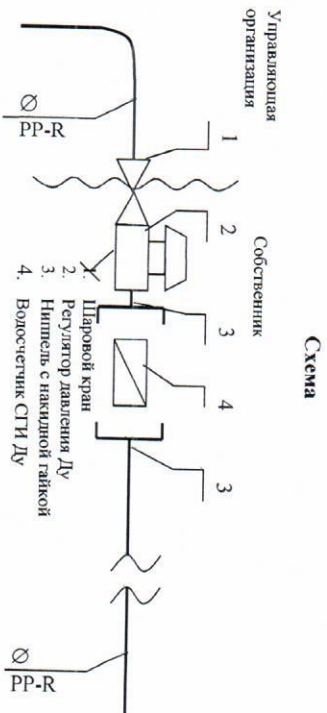 Схема
Управляющая
организация
Собственник
1
2
3
4
3
Ø
PP-R
Ø
PP-R
1. Шаровой кран
2. Регулятор давления Ду
3. Ниппель с накидной гайкой
4. Водосчетчик СГИ Ду